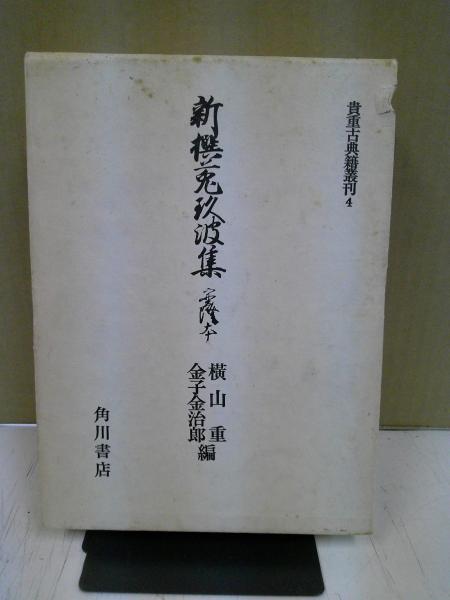 貴重古典籍叢刊4
新撰菟玖波集 実隆本
横山重
金子金治郎 編
角川書店